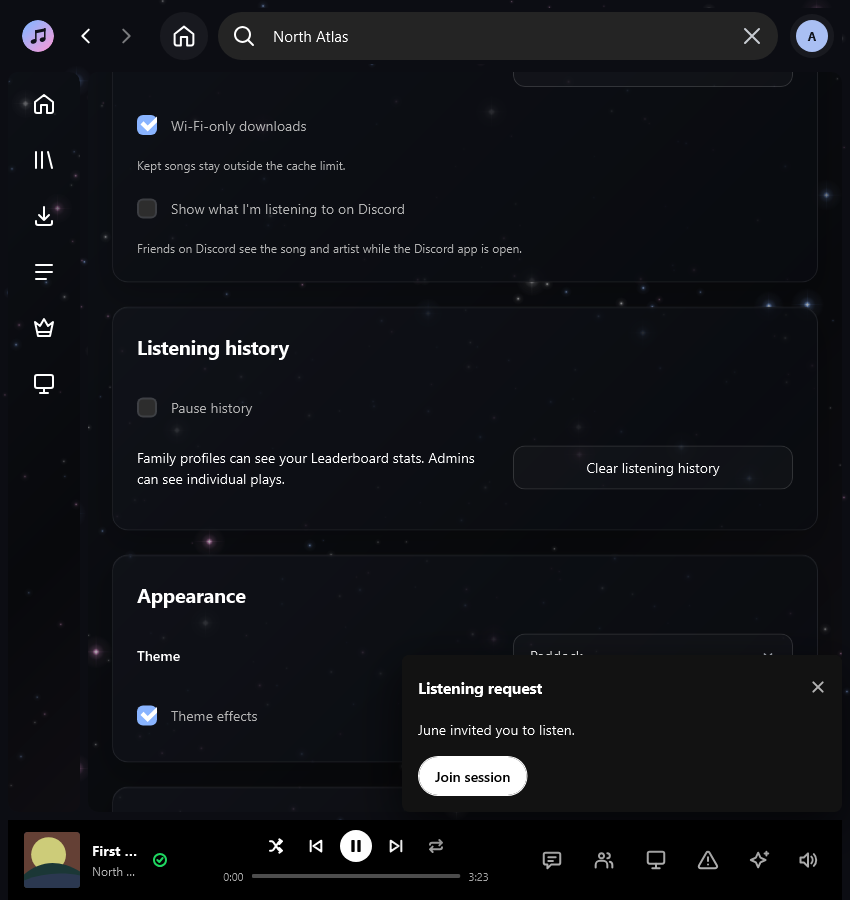 North Atlas
A
Wi-Fi-only downloads
Kept songs stay outside the cache limit.
Show what I'm listening to on Discord
Friends on Discord see the song and artist while the Discord app is open.
Listening history
Pause history
Family profiles can see your Leaderboard stats. Admins
can see individual plays.
Clear listening history
Appearance
Theme
Theme effects
Listening request
June invited you to listen.
Join session
First ...
North ...
0:00
3:23